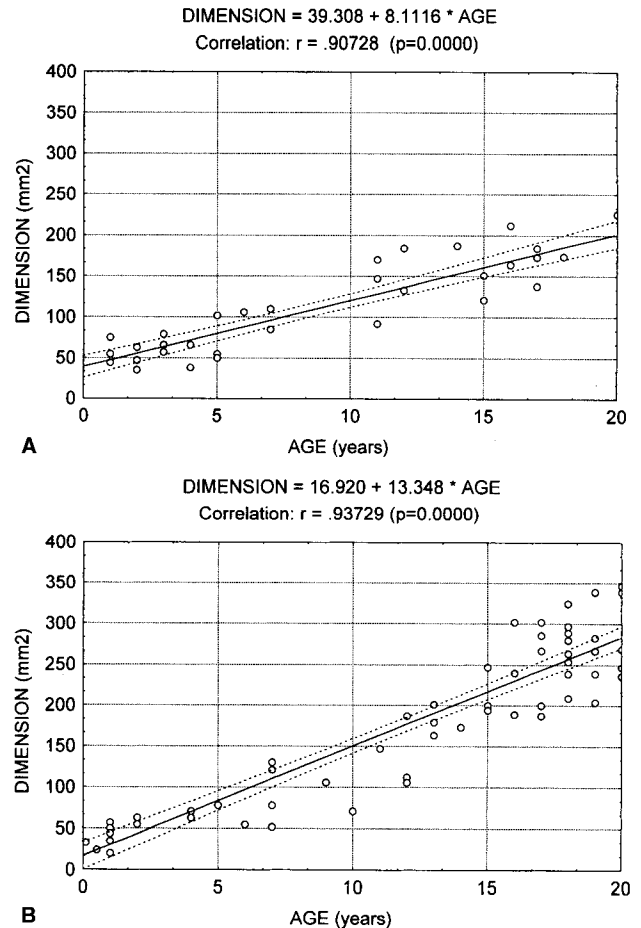 DIMENSION = 39.308 + 8.1116 * AGE
Correlation: r = .90728 (p=0.0000)
400
350
300
250
200
150
100
50
0
DIMENSION (mm2)
0 5 10 15 20
A
AGE (years)
DIMENSION = 16.920 + 13.348 * AGE
Correlation: r = .93729 (p=0.0000)
400
350
300
250
200
150
100
50
0
DIMENSION (mm2)
0 5 10 15 20
B
AGE (years)